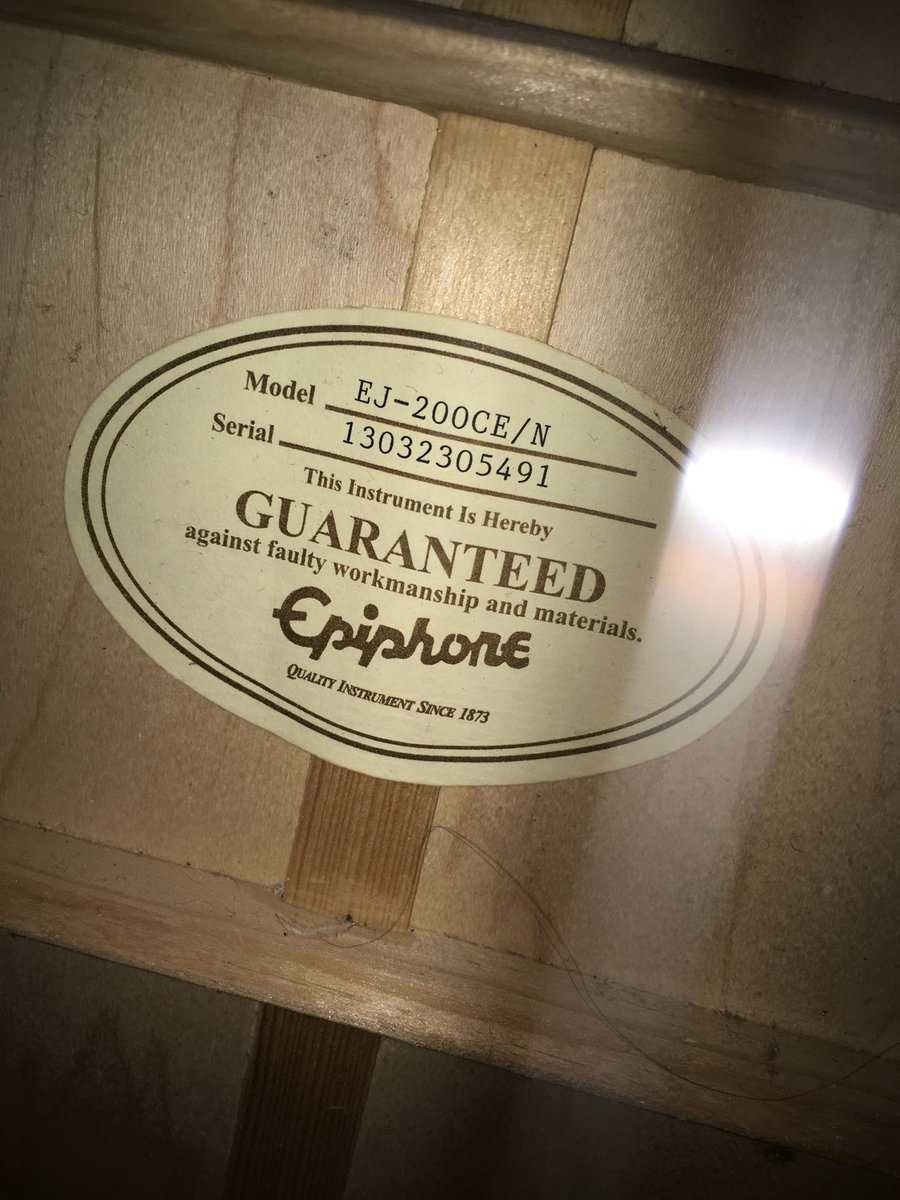 Model EJ-200CE/N
Serial 13032305491
This Instrument Is Hereby
GUARANTEED
against faulty workmanship and materials.
Epiphone
QUALITY INSTRUMENT SINCE 1873